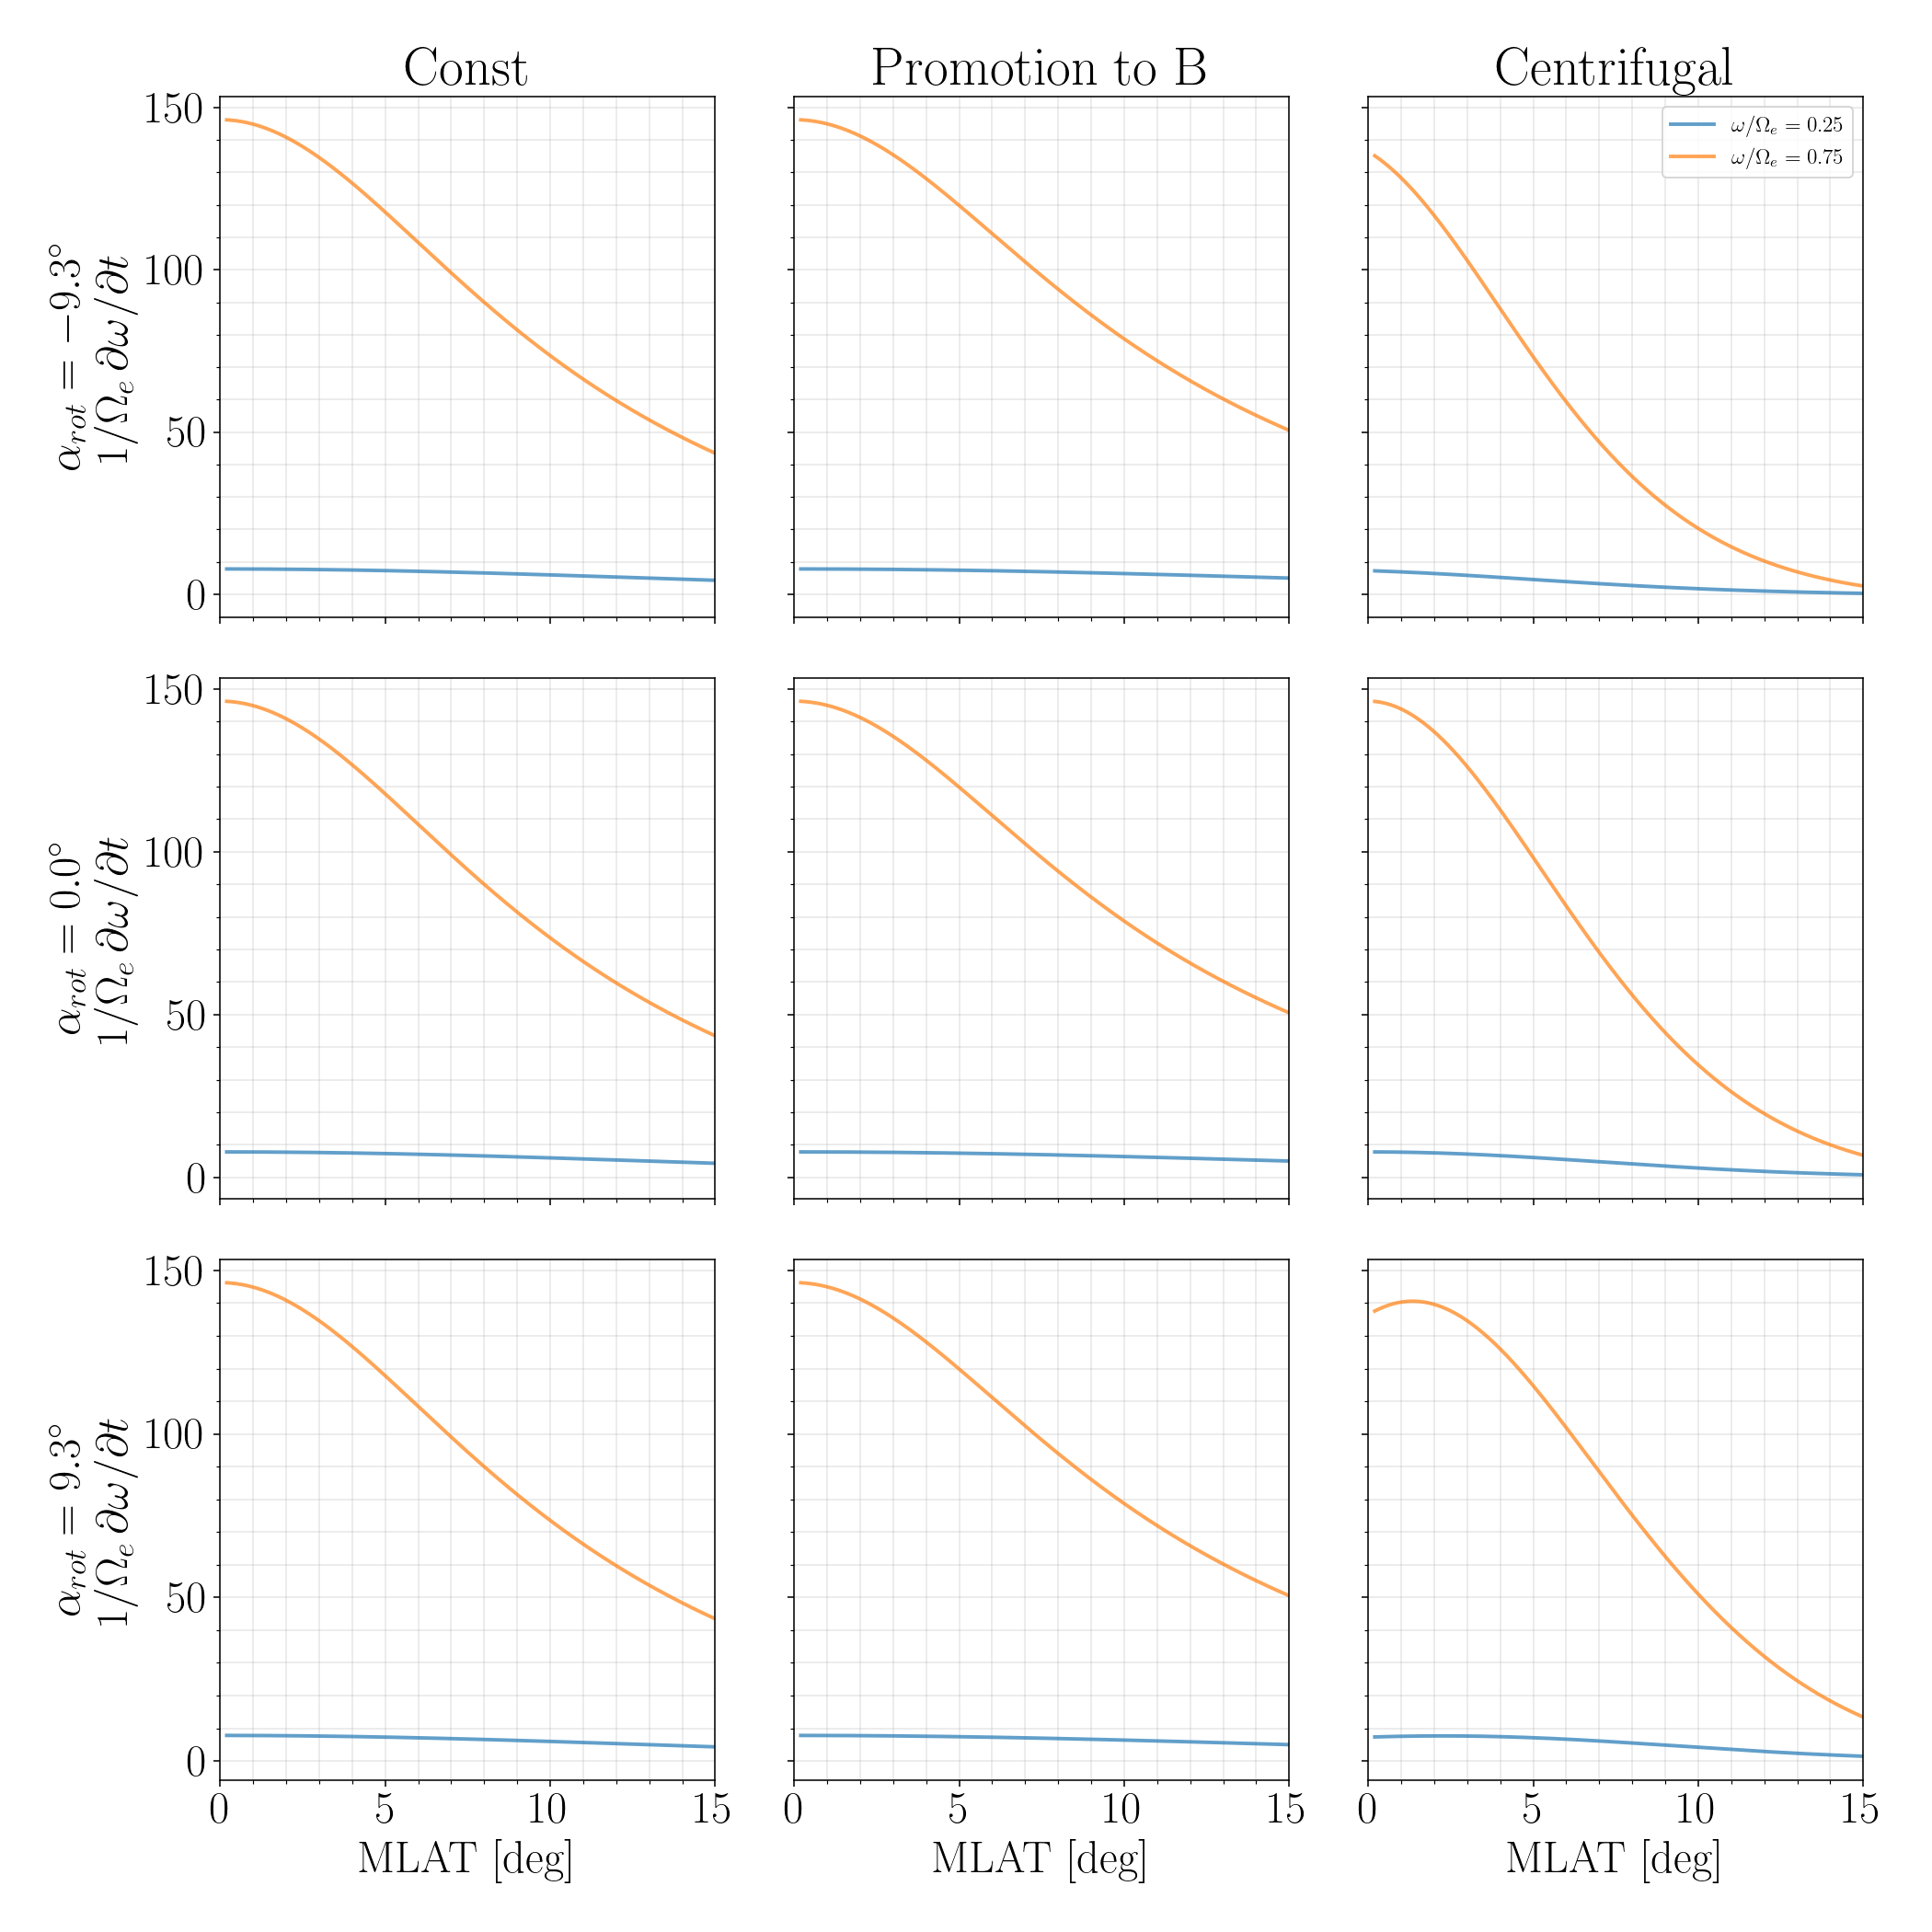 Const
Promotion to B
Centrifugal
α_rot = −9.3°
1/Ω_e ∂ω/∂t
150
100
50
0
ω/Ω_e = 0.25
ω/Ω_e = 0.75
α_rot = 0.0°
1/Ω_e ∂ω/∂t
150
100
50
0
α_rot = 9.3°
1/Ω_e ∂ω/∂t
150
100
50
0
0 5 10 15
0 5 10 15
0 5 10 15
MLAT [deg]
MLAT [deg]
MLAT [deg]